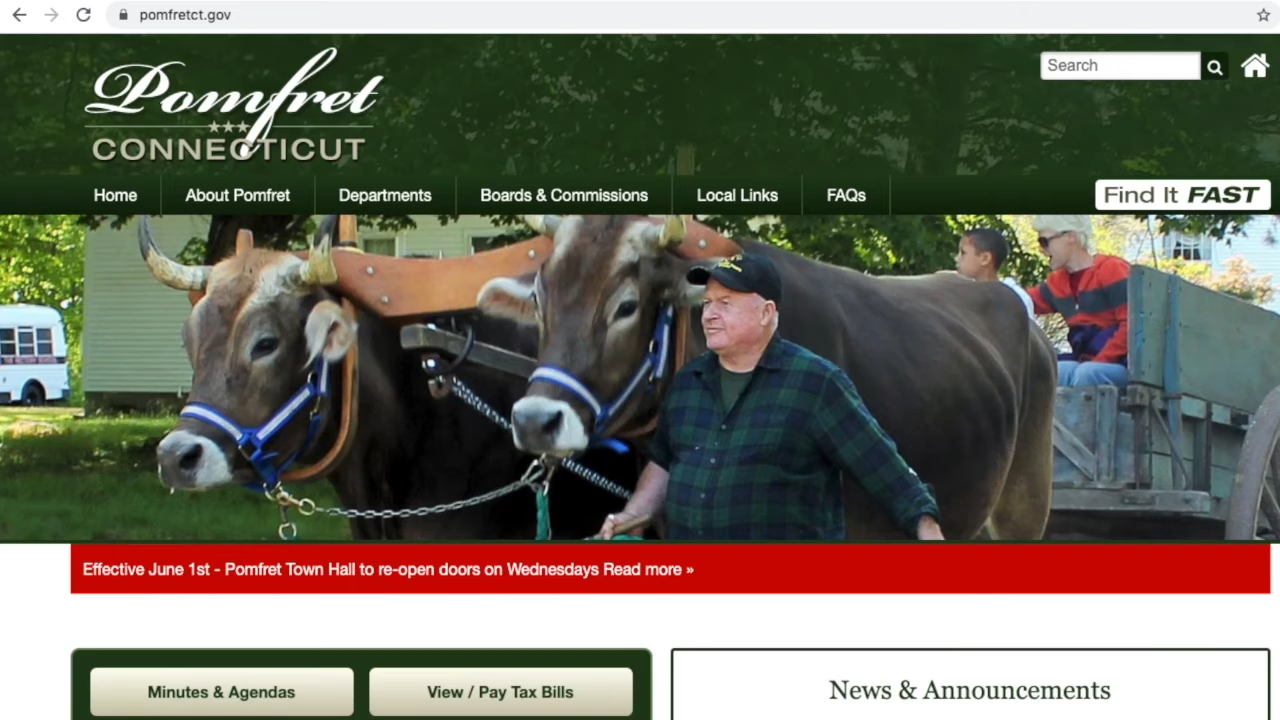 pomfretct.gov
Pomfret
CONNECTICUT
Search
Home About Pomfret Departments Boards & Commissions Local Links FAQs
Find It FAST
Effective June 1st - Pomfret Town Hall to re-open doors on Wednesdays Read more »
Minutes & Agendas
View / Pay Tax Bills
News & Announcements